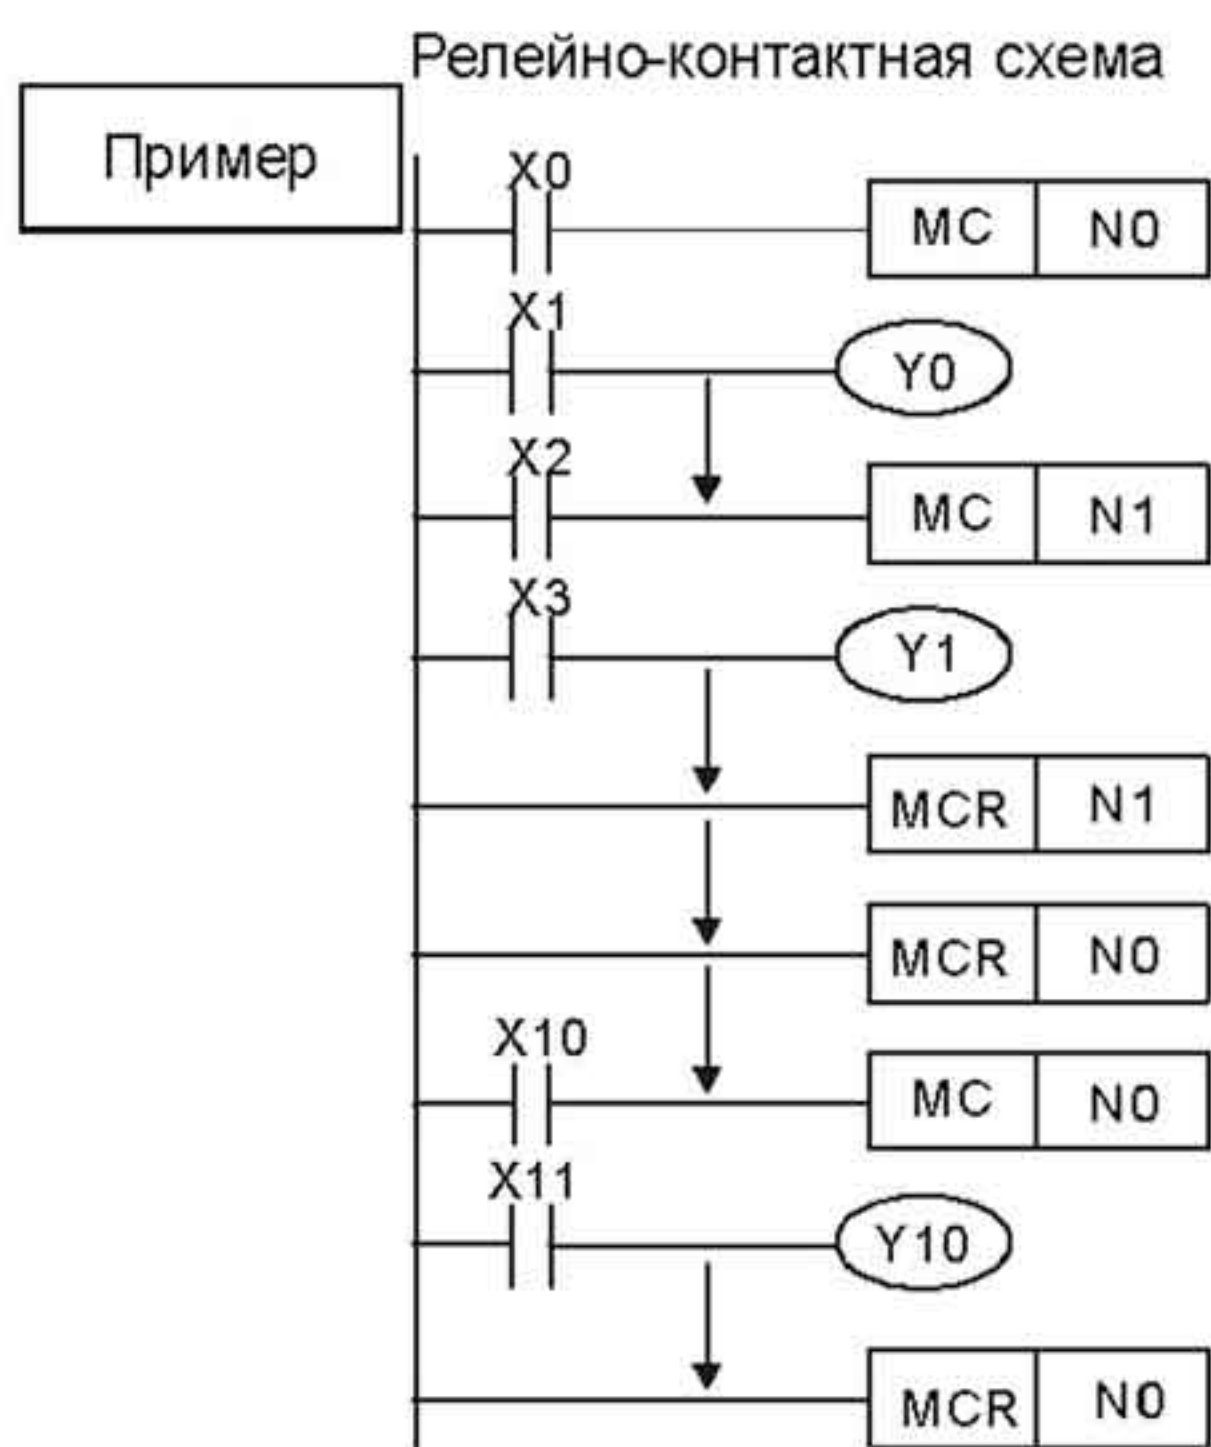 Релейно-контактная схема
Пример
X0
MC N0
X1
Y0
X2
MC N1
X3
Y1
MCR N1
MCR N0
X10
MC N0
X11
Y10
MCR N0